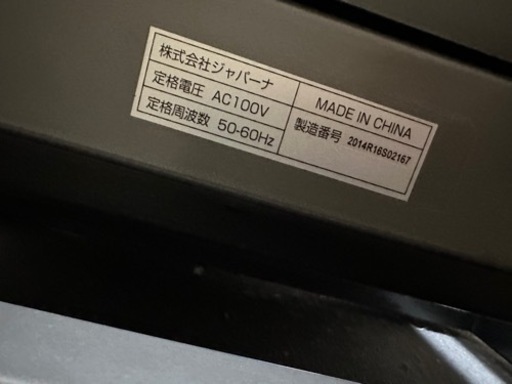 株式会社ジャパーナ
定格電圧 AC100V
定格周波数 50-60Hz
MADE IN CHINA
製造番号 2014R16S02167